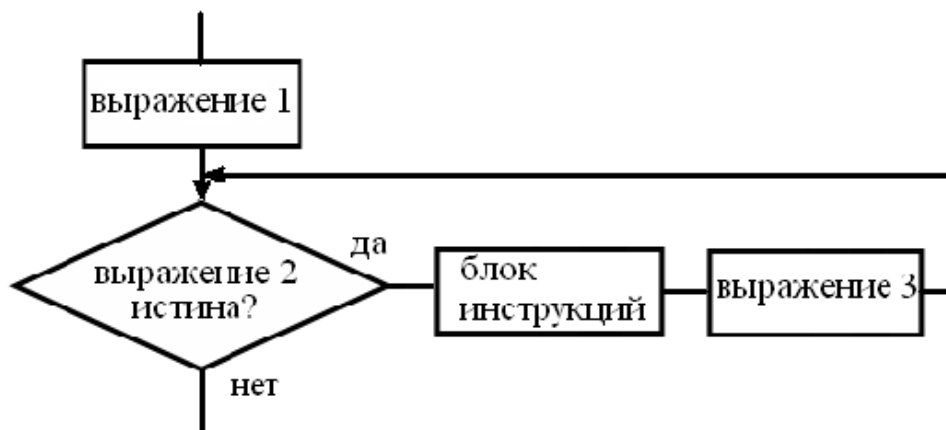 выражение 1
выражение 2
истина?
да
блок
инструкций
выражение 3
нет